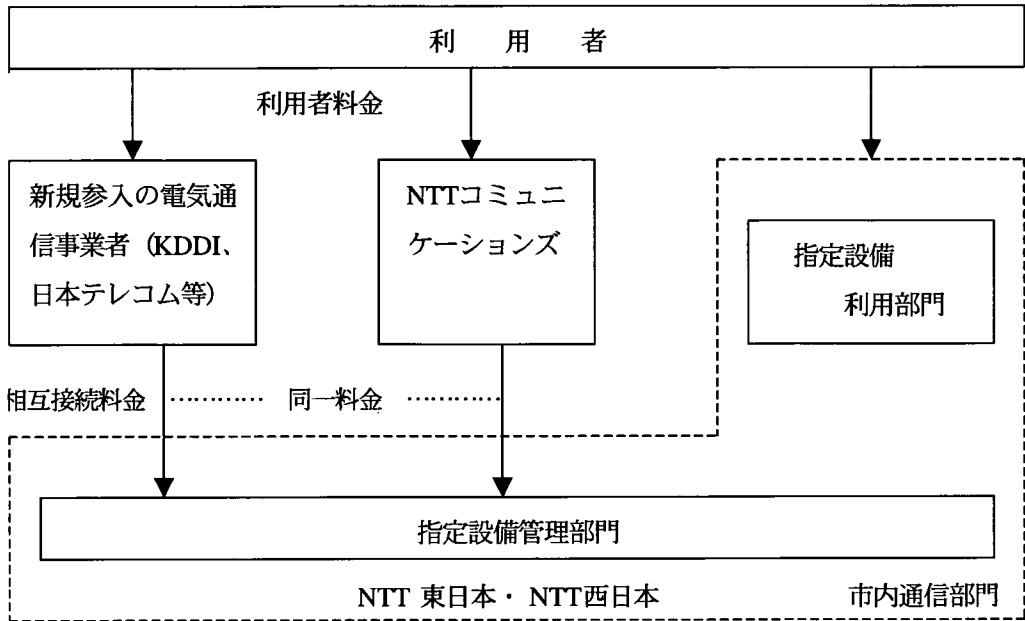 利 用 者
利用者料金
新規参入の電気通
信事業者（KDDI、
日本テレコム等）
NTTコミュニ
ケーションズ
指定設備
利用部門
相互接続料金 ………… 同一料金 …………
指定設備管理部門
NTT 東日本・ NTT西日本 市内通信部門